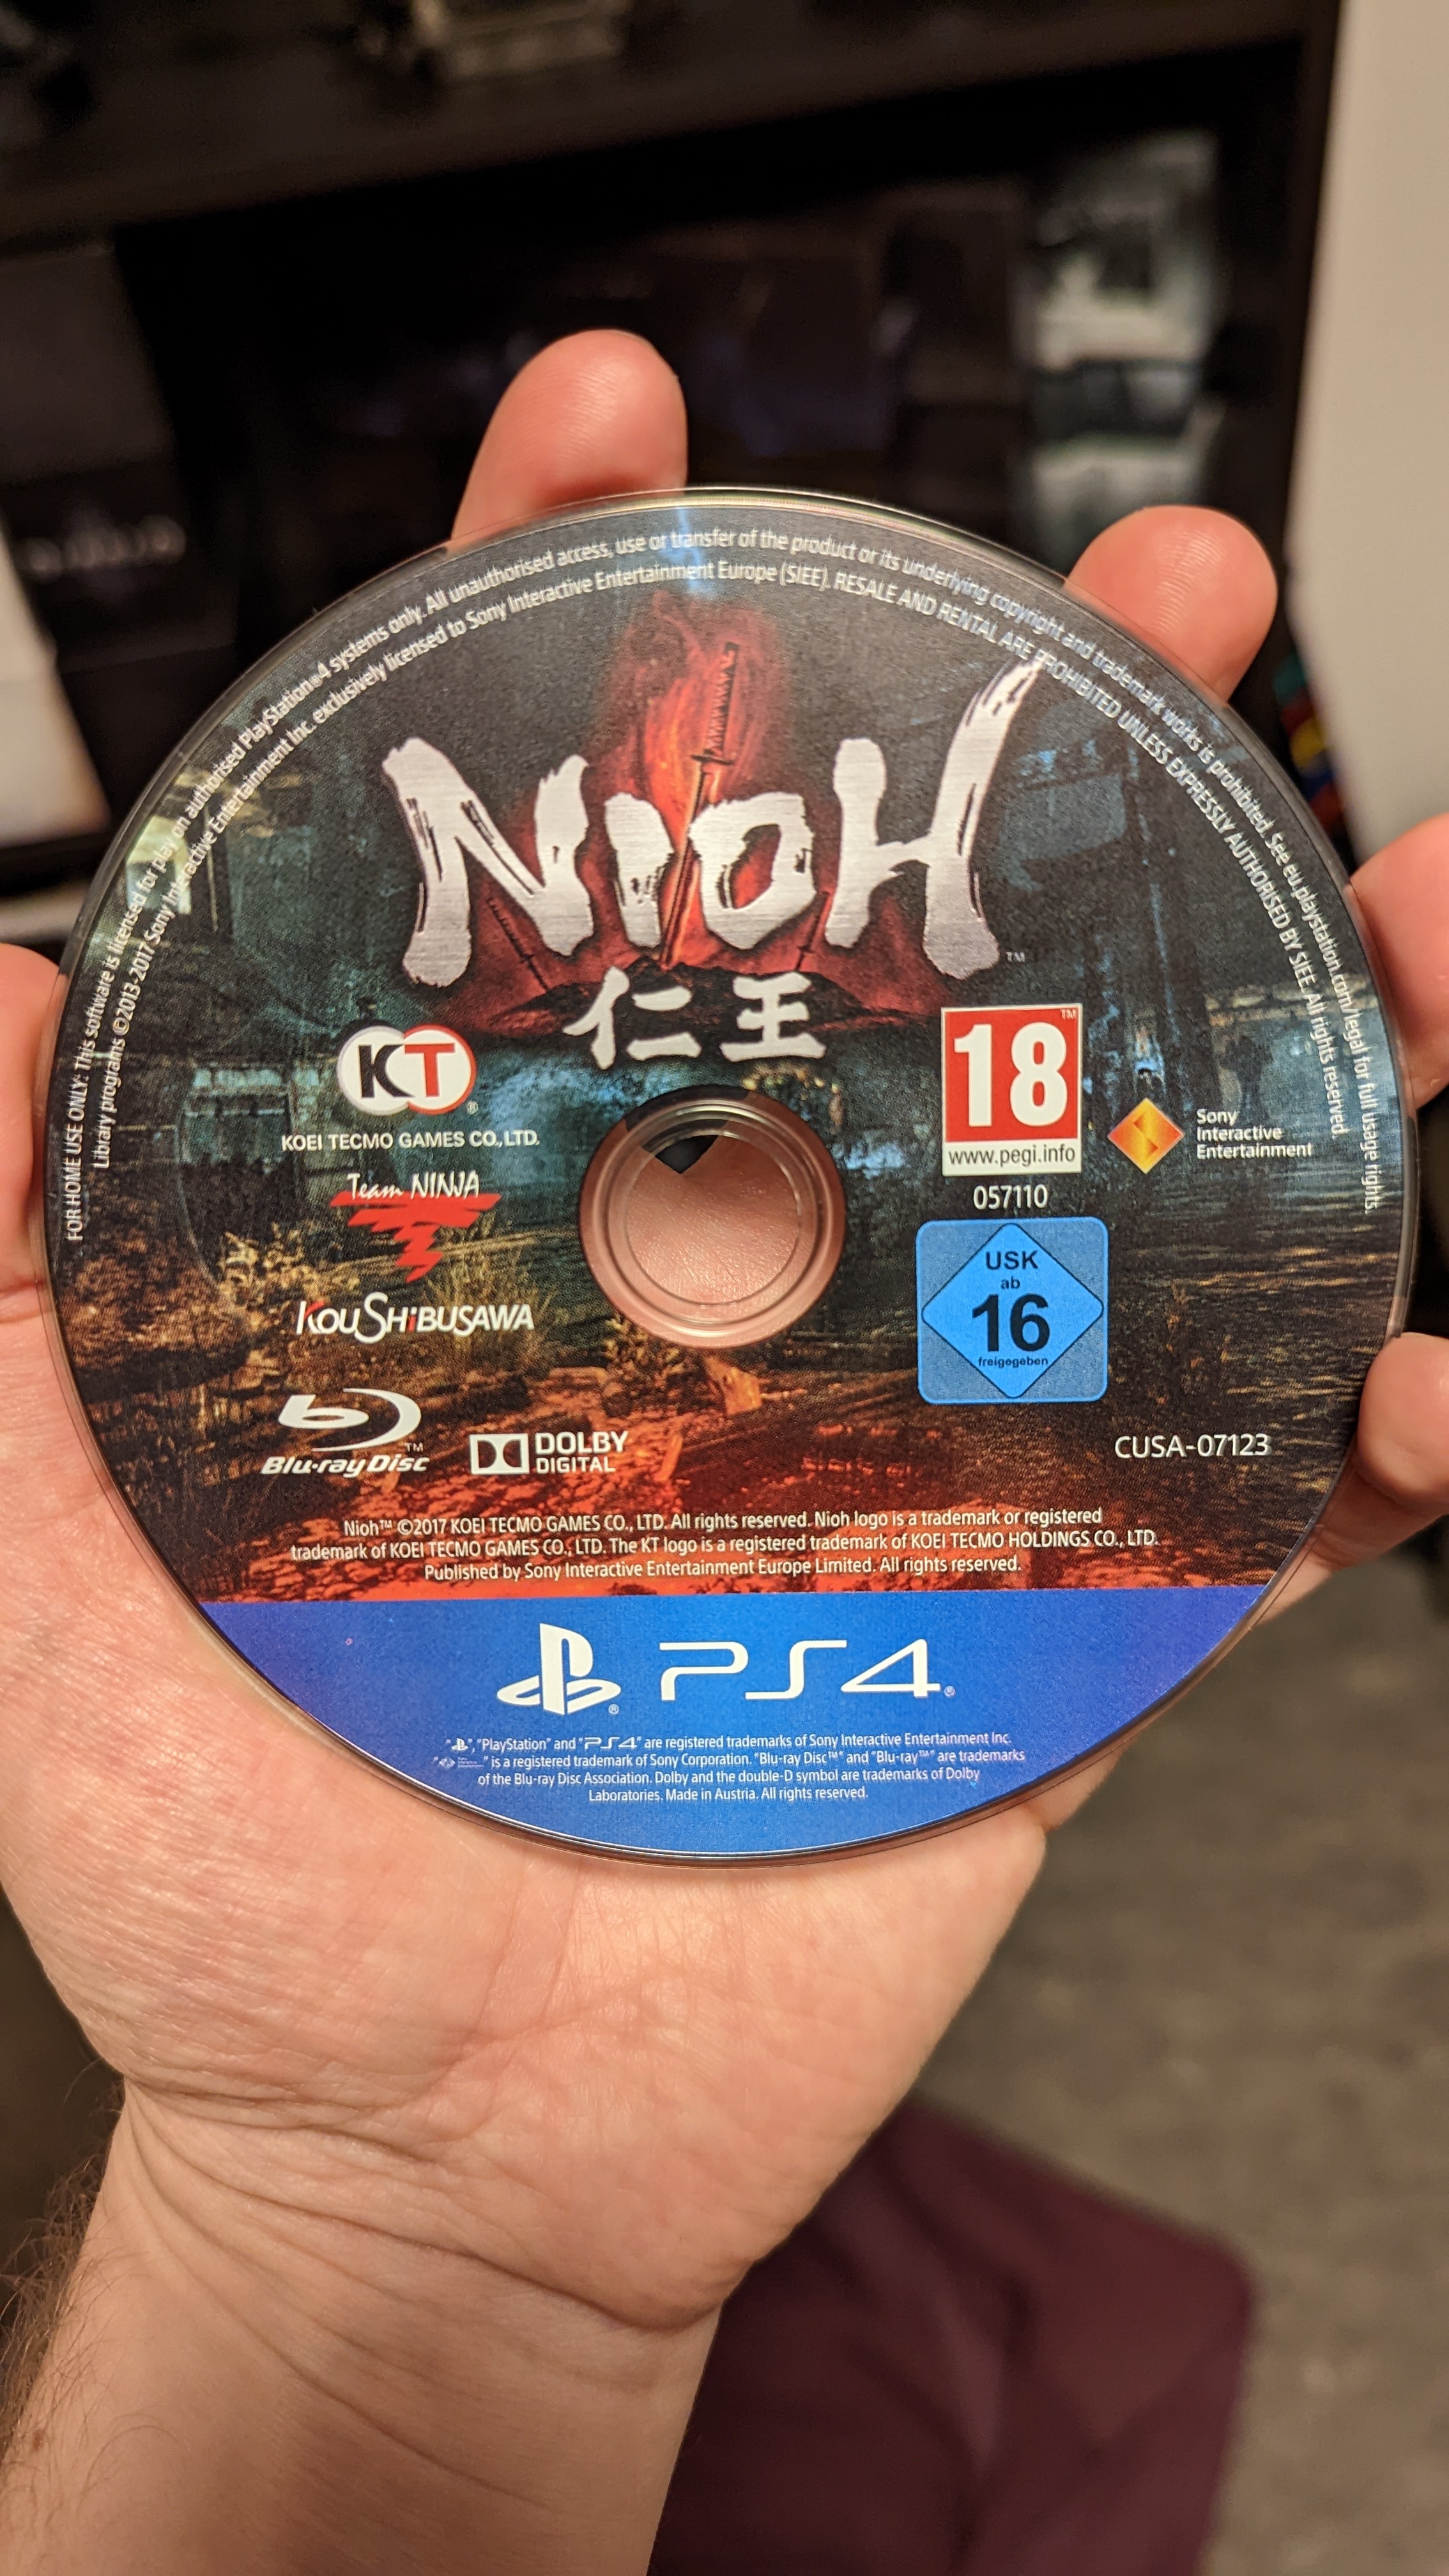 FOR HOME USE ONLY: This software is licensed for play on authorised PlayStation®4 systems only. All unauthorised access, use or transfer of the product or its underlying copyright and trademark works is prohibited. See eu.playstation.com/legal for full usage rights.
Library programs ©2013-2017 Sony Interactive Entertainment Inc. exclusively licensed to Sony Interactive Entertainment Europe (SIEE). RESALE AND RENTAL ARE PROHIBITED UNLESS EXPRESSLY AUTHORISED BY SIEE. All rights reserved.
NIOH™
仁王
KT®
KOEI TECMO GAMES CO., LTD.
Team NINJA
KOU SHiBUSAWA
18™
www.pegi.info
057110
Sony
Interactive
Entertainment
USK
ab
16
freigegeben
Blu-ray Disc™
DOLBY
DIGITAL
CUSA-07123
Nioh™ ©2017 KOEI TECMO GAMES CO., LTD. All rights reserved. Nioh logo is a trademark or registered
trademark of KOEI TECMO GAMES CO., LTD. The KT logo is a registered trademark of KOEI TECMO HOLDINGS CO., LTD.
Published by Sony Interactive Entertainment Europe Limited. All rights reserved.
PS4®
" ", "PlayStation" and "PS4" are registered trademarks of Sony Interactive Entertainment Inc.
" " is a registered trademark of Sony Corporation. "Blu-ray Disc™" and "Blu-ray™" are trademarks
of the Blu-ray Disc Association. Dolby and the double-D symbol are trademarks of Dolby
Laboratories. Made in Austria. All rights reserved.